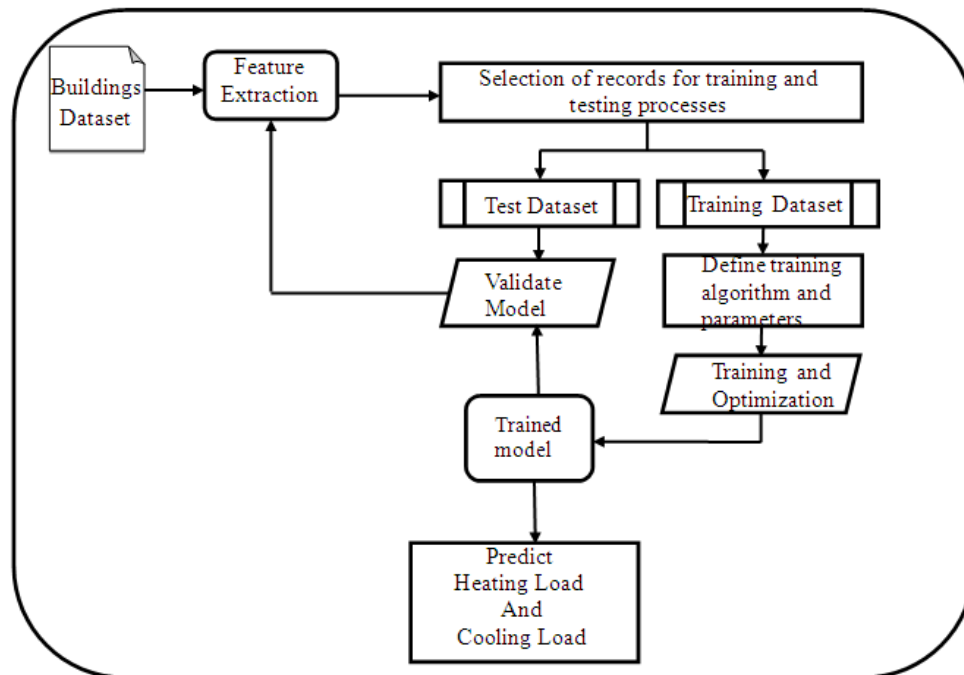 Buildings
Dataset
Feature
Extraction
Selection of records for training and
testing processes
Test Dataset
Training Dataset
Validate
Model
Define training
algorithm and
parameters
Training and
Optimization
Trained
model
Predict
Heating Load
And
Cooling Load